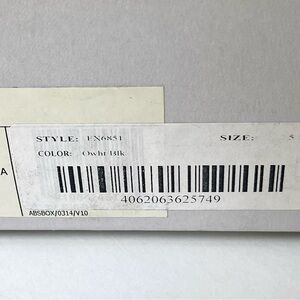 STYLE: FX6851 SIZE: 5
COLOR: Owht Blk
A
4062063625749
ABSBOX/0314/V10